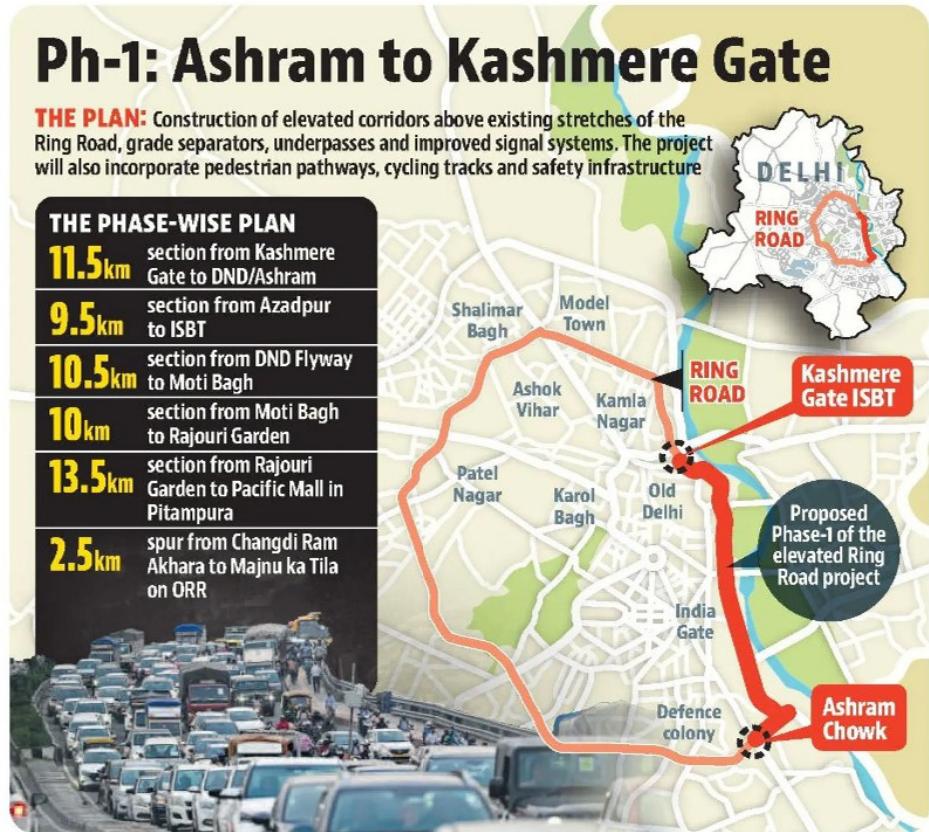 Ph-1: Ashram to Kashmere Gate
THE PLAN: Construction of elevated corridors above existing stretches of the
Ring Road, grade separators, underpasses and improved signal systems. The project
will also incorporate pedestrian pathways, cycling tracks and safety infrastructure
DELHI
RING
ROAD
THE PHASE-WISE PLAN
11.5km section from Kashmere
Gate to DND/Ashram
9.5km section from Azadpur
to ISBT
10.5km section from DND Flyway
to Moti Bagh
10km section from Moti Bagh
to Rajouri Garden
13.5km section from Rajouri
Garden to Pacific Mall in
Pitampura
2.5km spur from Changdi Ram
Akhara to Majnu ka Tila
on ORR
Shalimar
Bagh
Model
Town
RING
ROAD
Kashmere
Gate ISBT
Ashok
Vihar
Kamla
Nagar
Patel
Nagar
Karol
Bagh
Old
Delhi
Proposed
Phase-1 of the
elevated Ring
Road project
India
Gate
Defence
colony
Ashram
Chowk